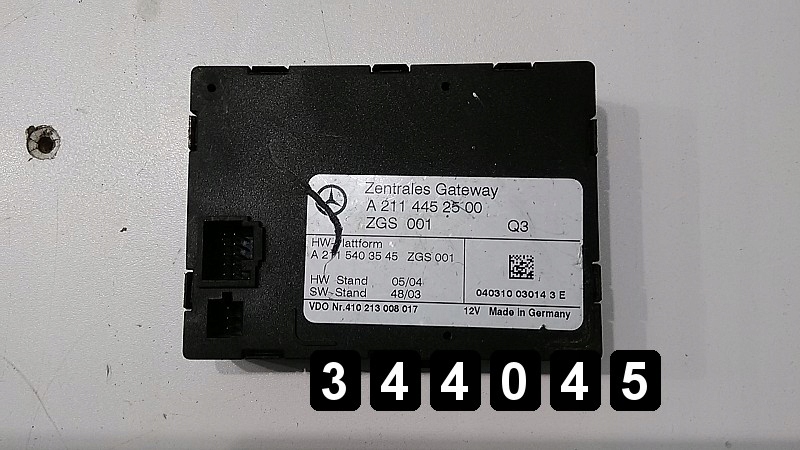 Zentrales Gateway
A 211 445 25 00
ZGS 001 Q3
HW-Plattform
A 211 540 35 45 ZGS 001
HW Stand 05/04
SW-Stand 48/03
040310 03014 3 E
VDO Nr.410 213 008 017 12V Made in Germany
344045